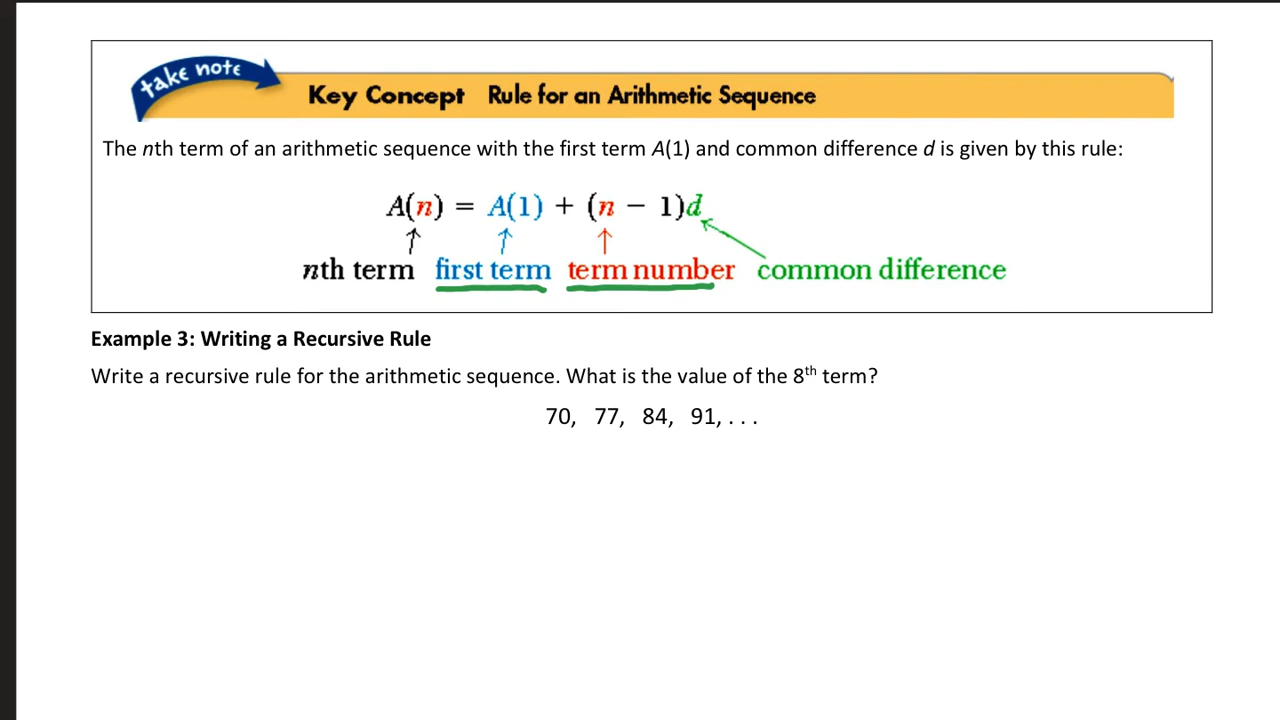 take note
Key Concept Rule for an Arithmetic Sequence
The nth term of an arithmetic sequence with the first term A(1) and common difference d is given by this rule:
A(n) = A(1) + (n − 1)d
nth term first term term number common difference
Example 3: Writing a Recursive Rule
Write a recursive rule for the arithmetic sequence. What is the value of the 8th term?
70, 77, 84, 91, . . .